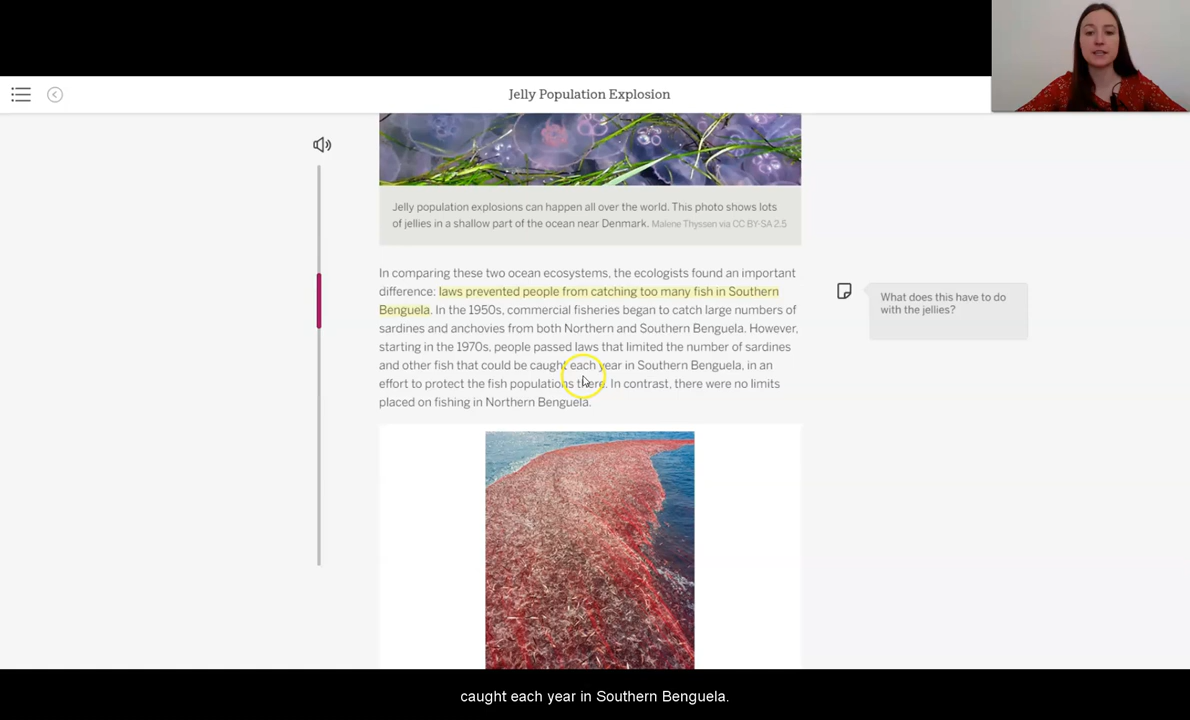 Jelly Population Explosion
Jelly population explosions can happen all over the world. This photo shows lots
of jellies in a shallow part of the ocean near Denmark. Malene Thyssen via CC BY-SA 2.5
In comparing these two ocean ecosystems, the ecologists found an important
difference: laws prevented people from catching too many fish in Southern
Benguela. In the 1950s, commercial fisheries began to catch large numbers of
sardines and anchovies from both Northern and Southern Benguela. However,
starting in the 1970s, people passed laws that limited the number of sardines
and other fish that could be caught each year in Southern Benguela, in an
effort to protect the fish populations there. In contrast, there were no limits
placed on fishing in Northern Benguela.
What does this have to do
with the jellies?
caught each year in Southern Benguela.